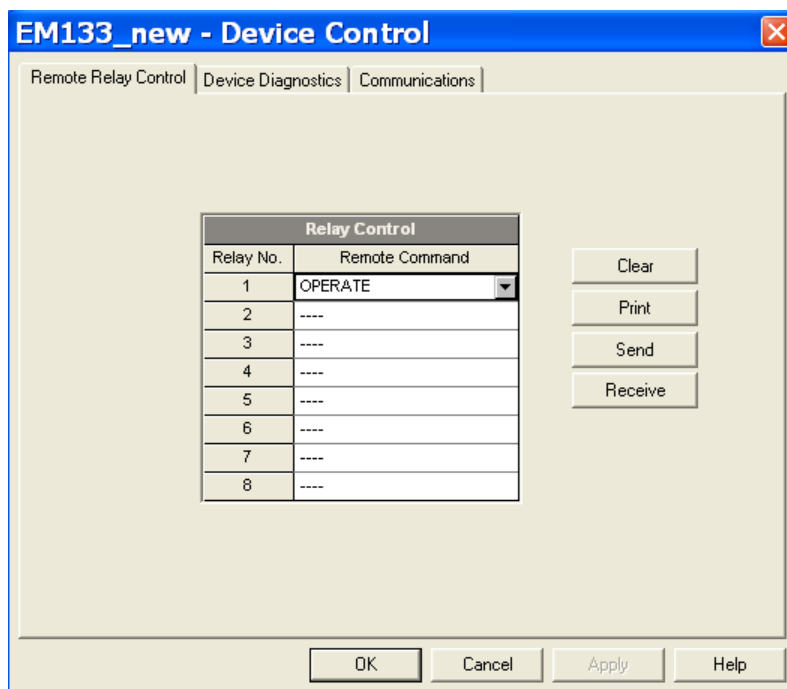 EM133_new - Device Control
Remote Relay Control Device Diagnostics Communications
Relay Control
Relay No. Remote Command
1 OPERATE
2 ----
3 ----
4 ----
5 ----
6 ----
7 ----
8 ----
Clear
Print
Send
Receive
OK Cancel Apply Help